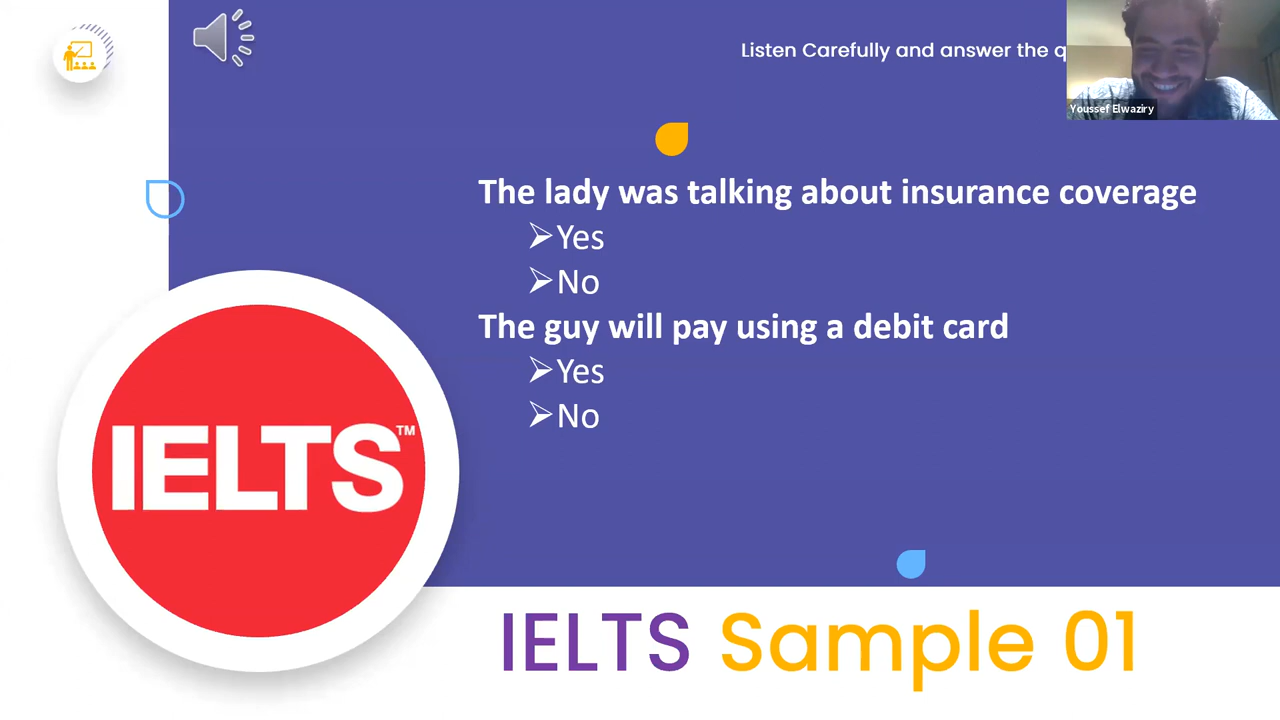 Listen Carefully and answer the q
Youssef Elwaziry
The lady was talking about insurance coverage
Yes
No
The guy will pay using a debit card
Yes
No
IELTS™
IELTS Sample 01